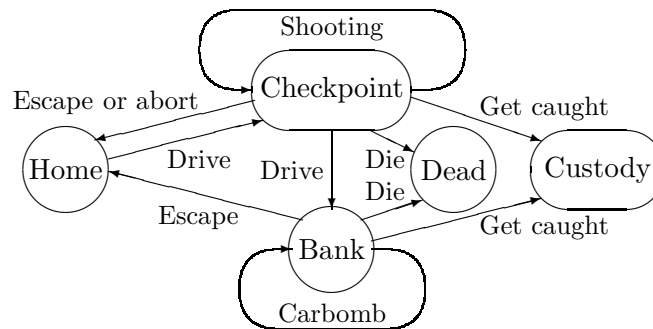 Shooting
Checkpoint
Escape or abort
Get caught
Home
Drive
Drive
Die
Die
Dead
Custody
Escape
Get caught
Bank
Carbomb